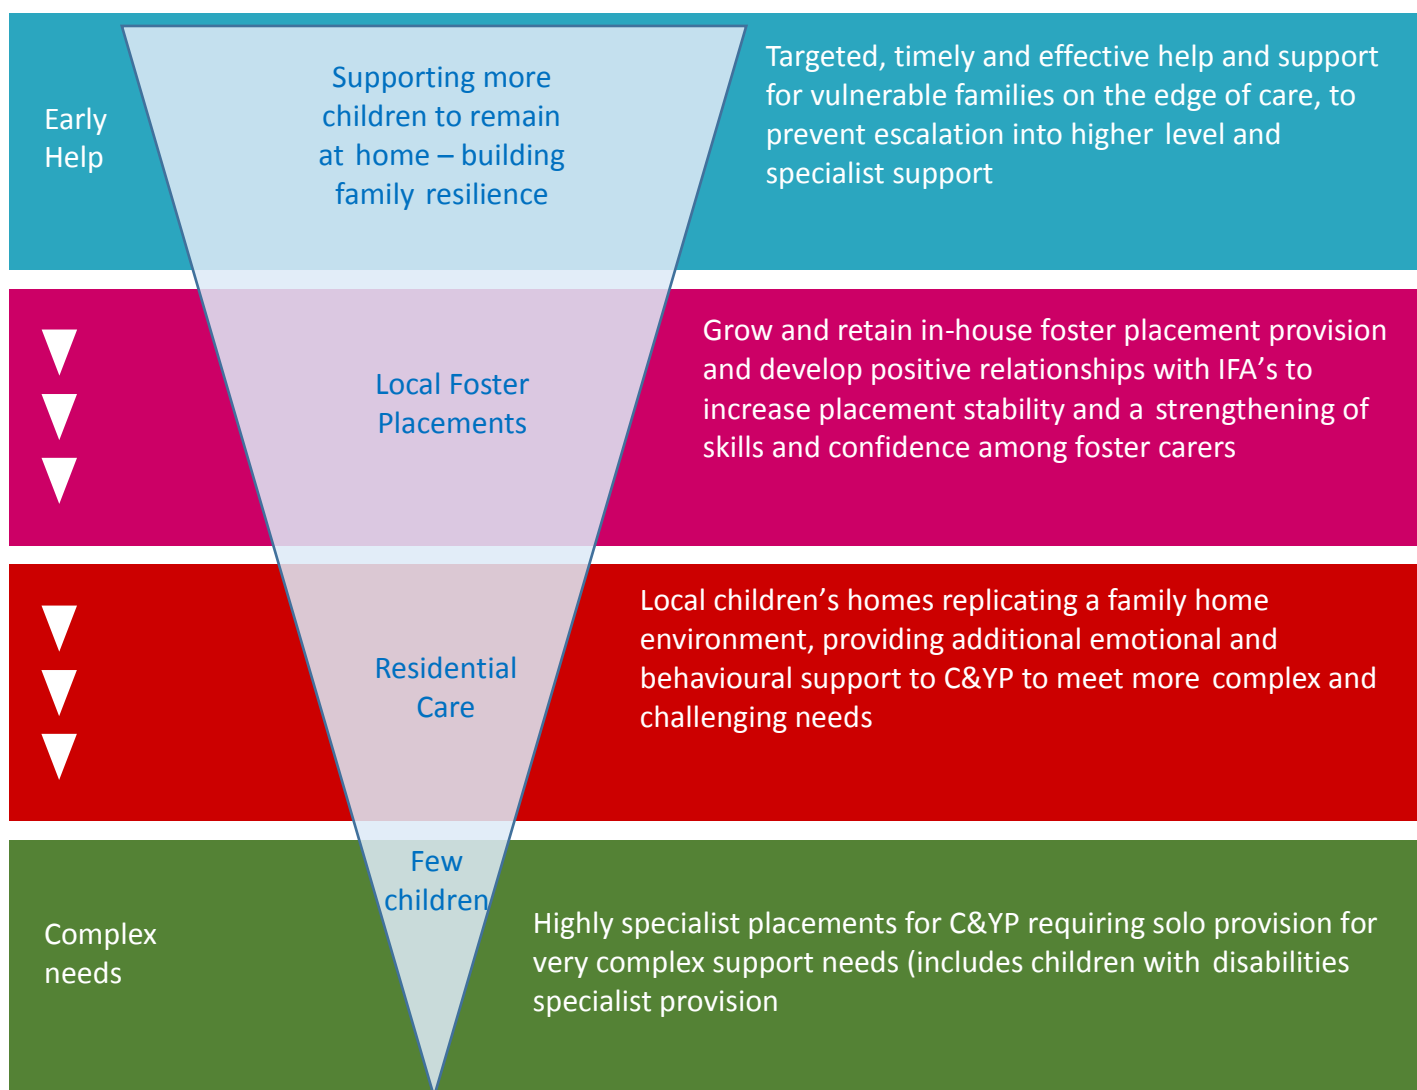 Early
Help
Supporting more
children to remain
at home – building
family resilience
Targeted, timely and effective help and support
for vulnerable families on the edge of care, to
prevent escalation into higher level and
specialist support
Local Foster
Placements
Grow and retain in-house foster placement provision
and develop positive relationships with IFA’s to
increase placement stability and a strengthening of
skills and confidence among foster carers
Residential
Care
Local children’s homes replicating a family home
environment, providing additional emotional and
behavioural support to C&YP to meet more complex and
challenging needs
Few
children
Complex
needs
Highly specialist placements for C&YP requiring solo provision for
very complex support needs (includes children with disabilities
specialist provision